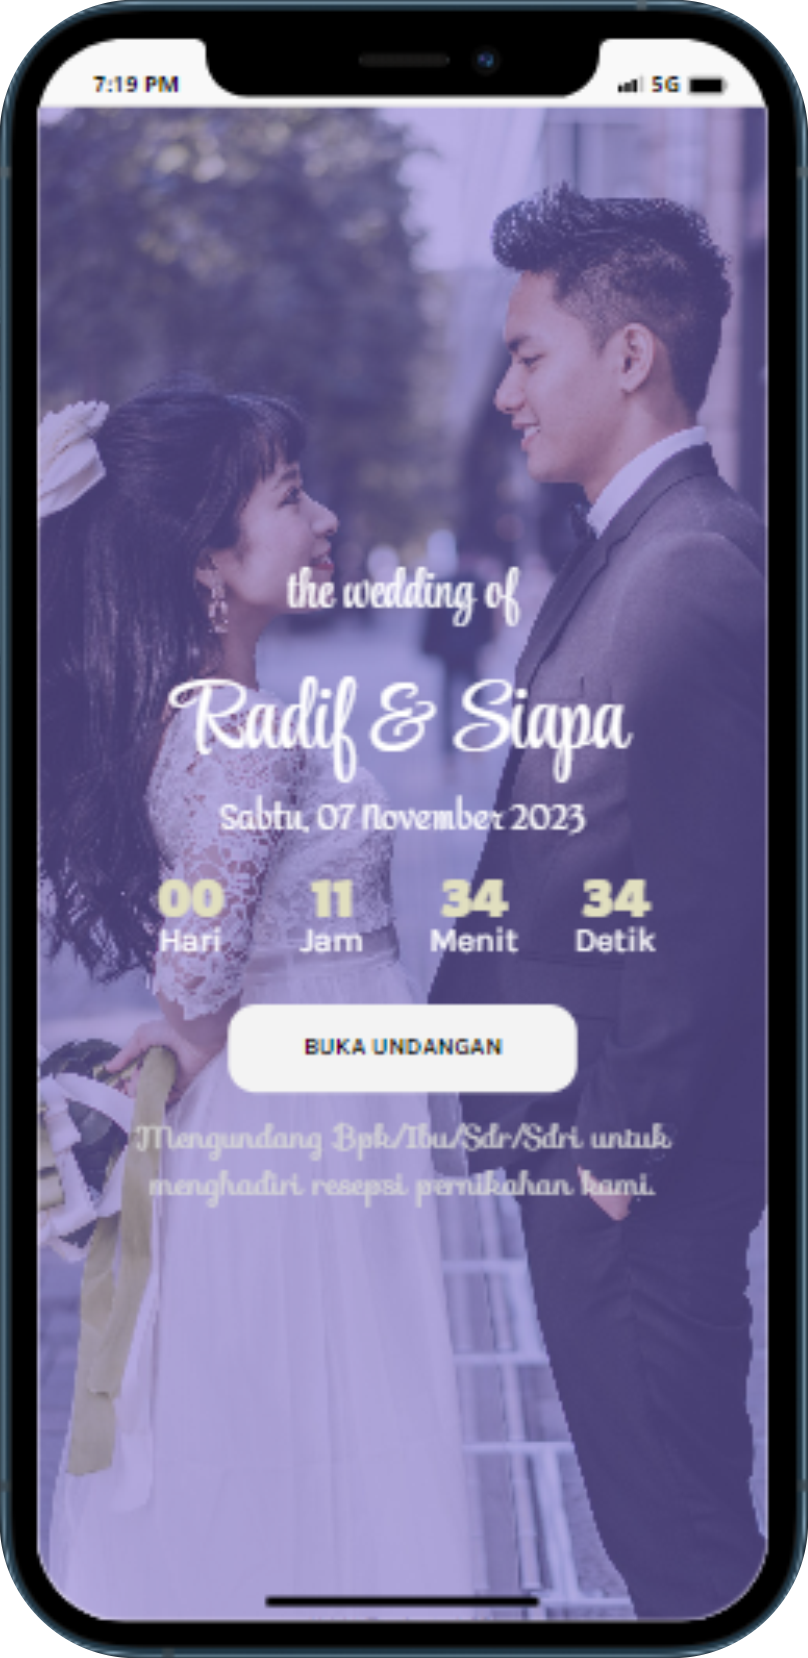 7:19 PM 5G
the wedding of
Radif & Siapa
Sabtu, 07 November 2023
00 11 34 34
Hari Jam Menit Detik
BUKA UNDANGAN
Mengundang Bpk/Ibu/Sdr/Sdri untuk
menghadiri resepsi pernikahan kami.